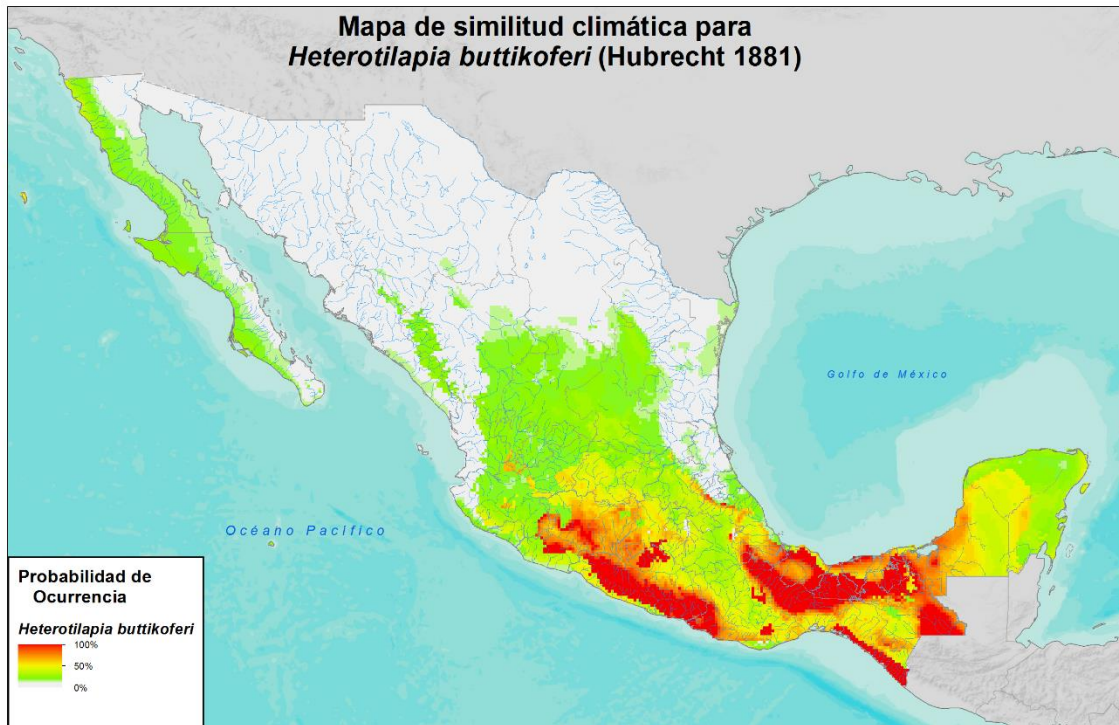 Mapa de similitud climática para
Heterotilapia buttikoferi (Hubrecht 1881)
Golfo de México
Océano Pacífico
Probabilidad de
Ocurrencia
Heterotilapia buttikoferi
100%
50%
0%